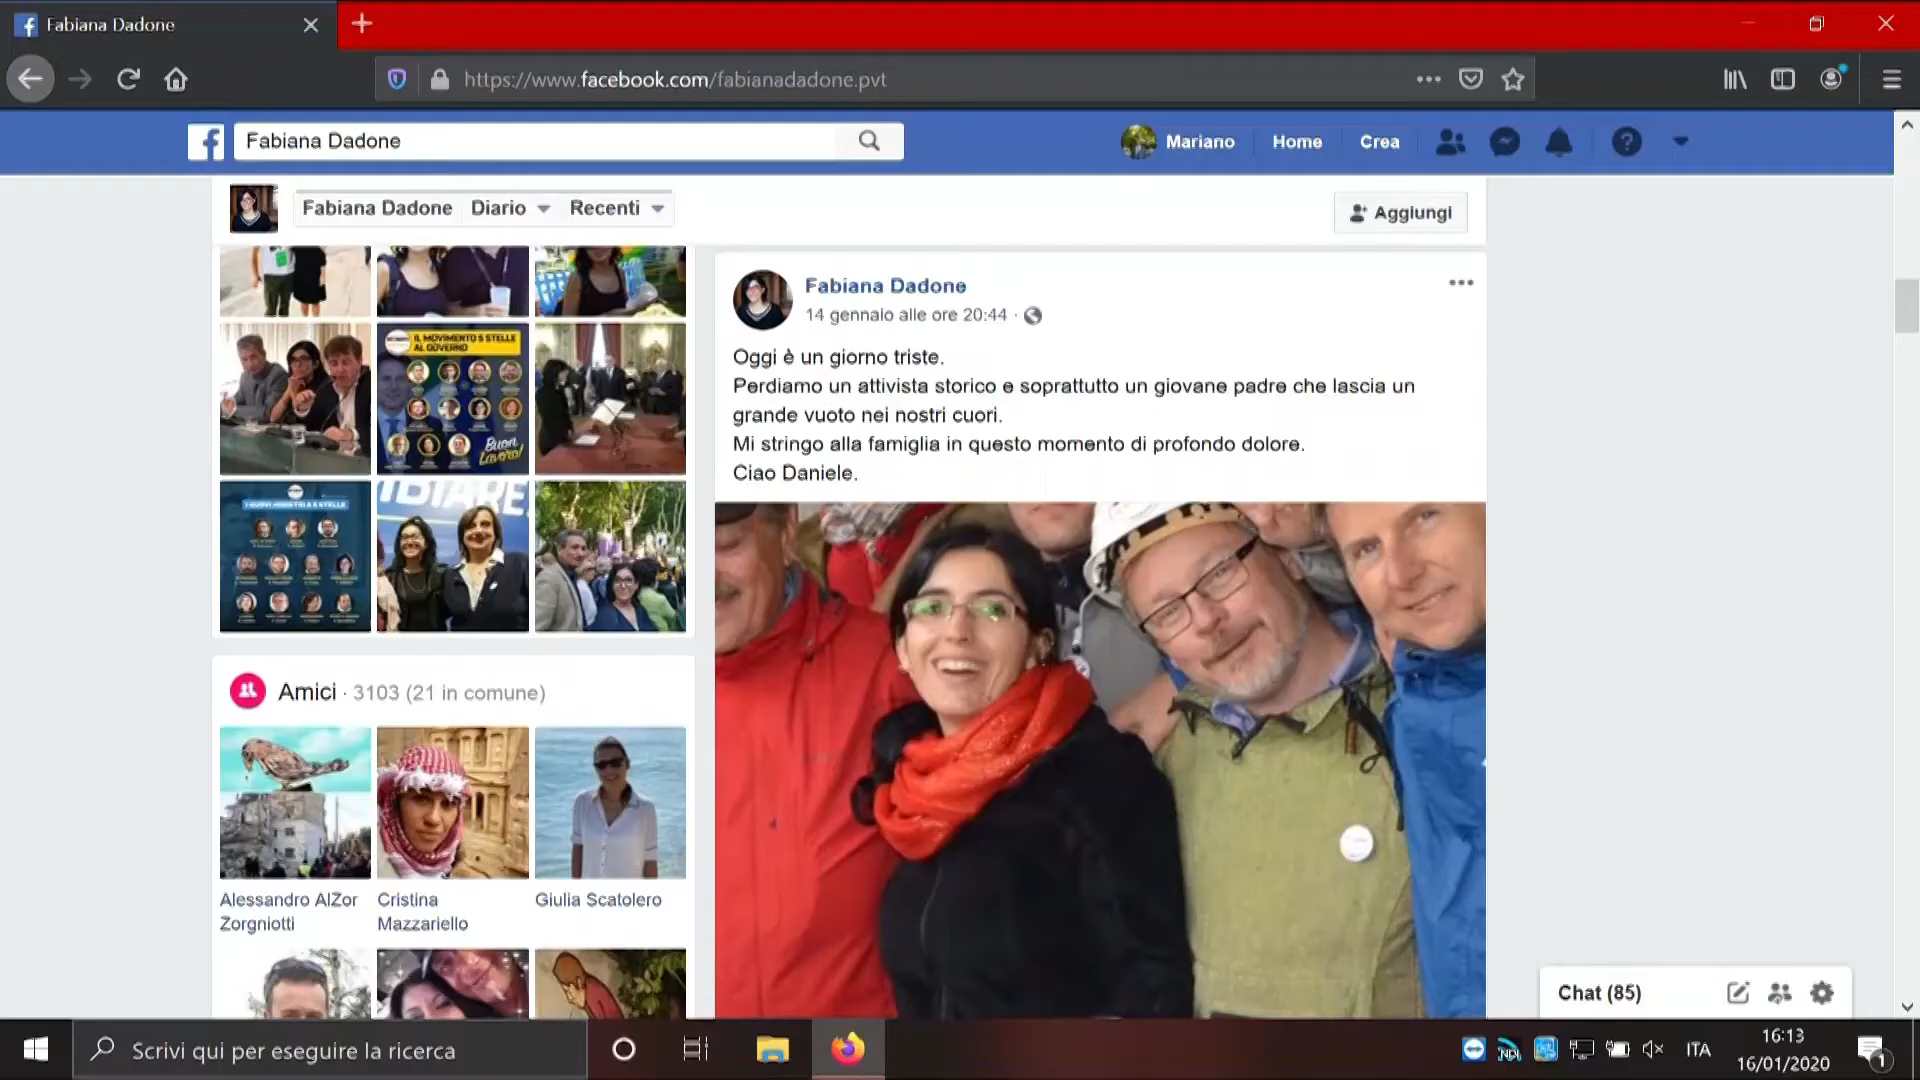 Fabiana Dadone
https://www.facebook.com/fabianadadone.pvt
Fabiana Dadone
Mariano
Home
Crea
Fabiana Dadone
Diario
Recenti
Aggiungi
IL MOVIMENTO 5 STELLE
AL GOVERNO
Buon
Lavoro!
Amici · 3103 (21 in comune)
Alessandro AlZor
Zorgniotti
Cristina
Mazzariello
Giulia Scatolero
Fabiana Dadone
14 gennaio alle ore 20:44 ·
Oggi è un giorno triste.
Perdiamo un attivista storico e soprattutto un giovane padre che lascia un
grande vuoto nei nostri cuori.
Mi stringo alla famiglia in questo momento di profondo dolore.
Ciao Daniele.
Chat (85)
Scrivi qui per eseguire la ricerca
NDI
ITA
16:13
16/01/2020
1